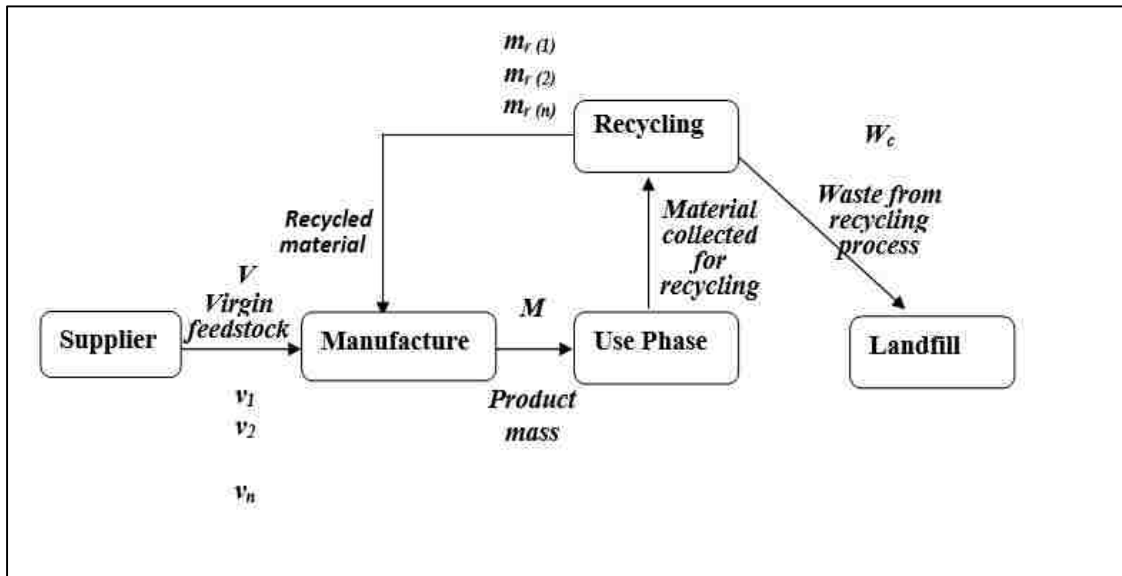 m_r (1)
m_r (2)
m_r (n)
Recycling
W_c
Waste from
recycling
process
Recycled
material
Material
collected
for
recycling
V
Virgin
feedstock
M
Supplier
Manufacture
Use Phase
Landfill
v_1
v_2
v_n
Product
mass